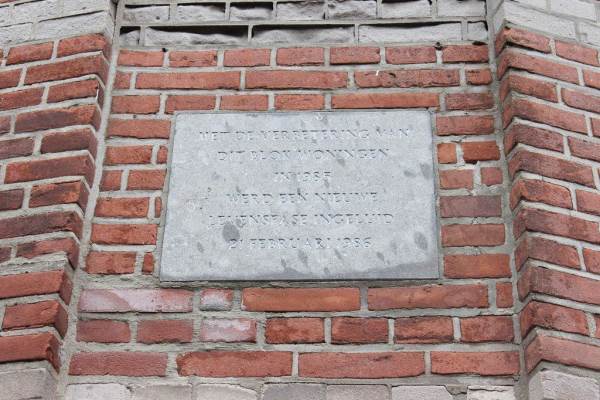 MET DE VERBETERING VAN
DIT BLOK WONINGEN
IN 1985
WERD EEN NIEUWE
LEVENSFASE INGELUID
21 FEBRUARI 1986